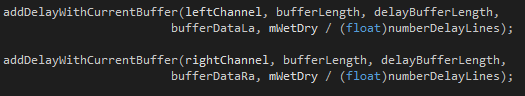 addDelayWithCurrentBuffer(leftChannel, bufferLength, delayBufferLength,
bufferDataLa, mWetDry / (float)numberDelayLines);
addDelayWithCurrentBuffer(rightChannel, bufferLength, delayBufferLength,
bufferDataRa, mWetDry / (float)numberDelayLines);